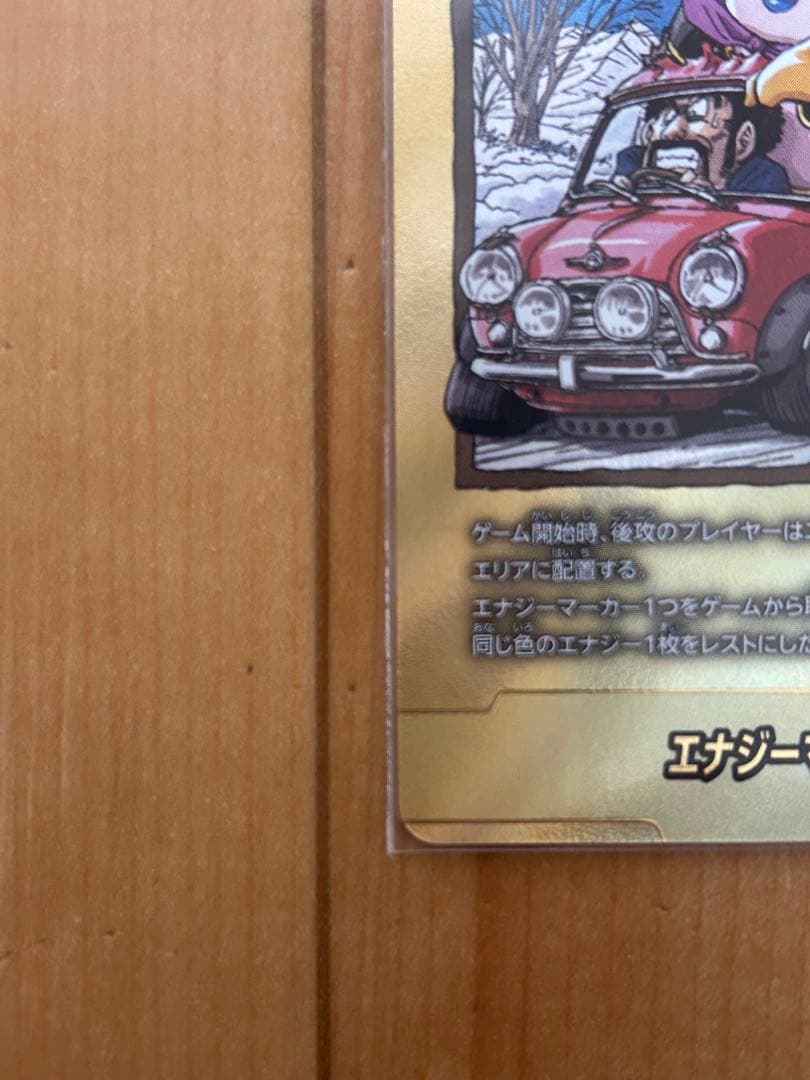 ゲーム開始時、後攻のプレイヤーは、
エリアに配置する。
エナジーマーカー1つをゲームから
同じ色のエナジー1枚をレストにした
エナジー